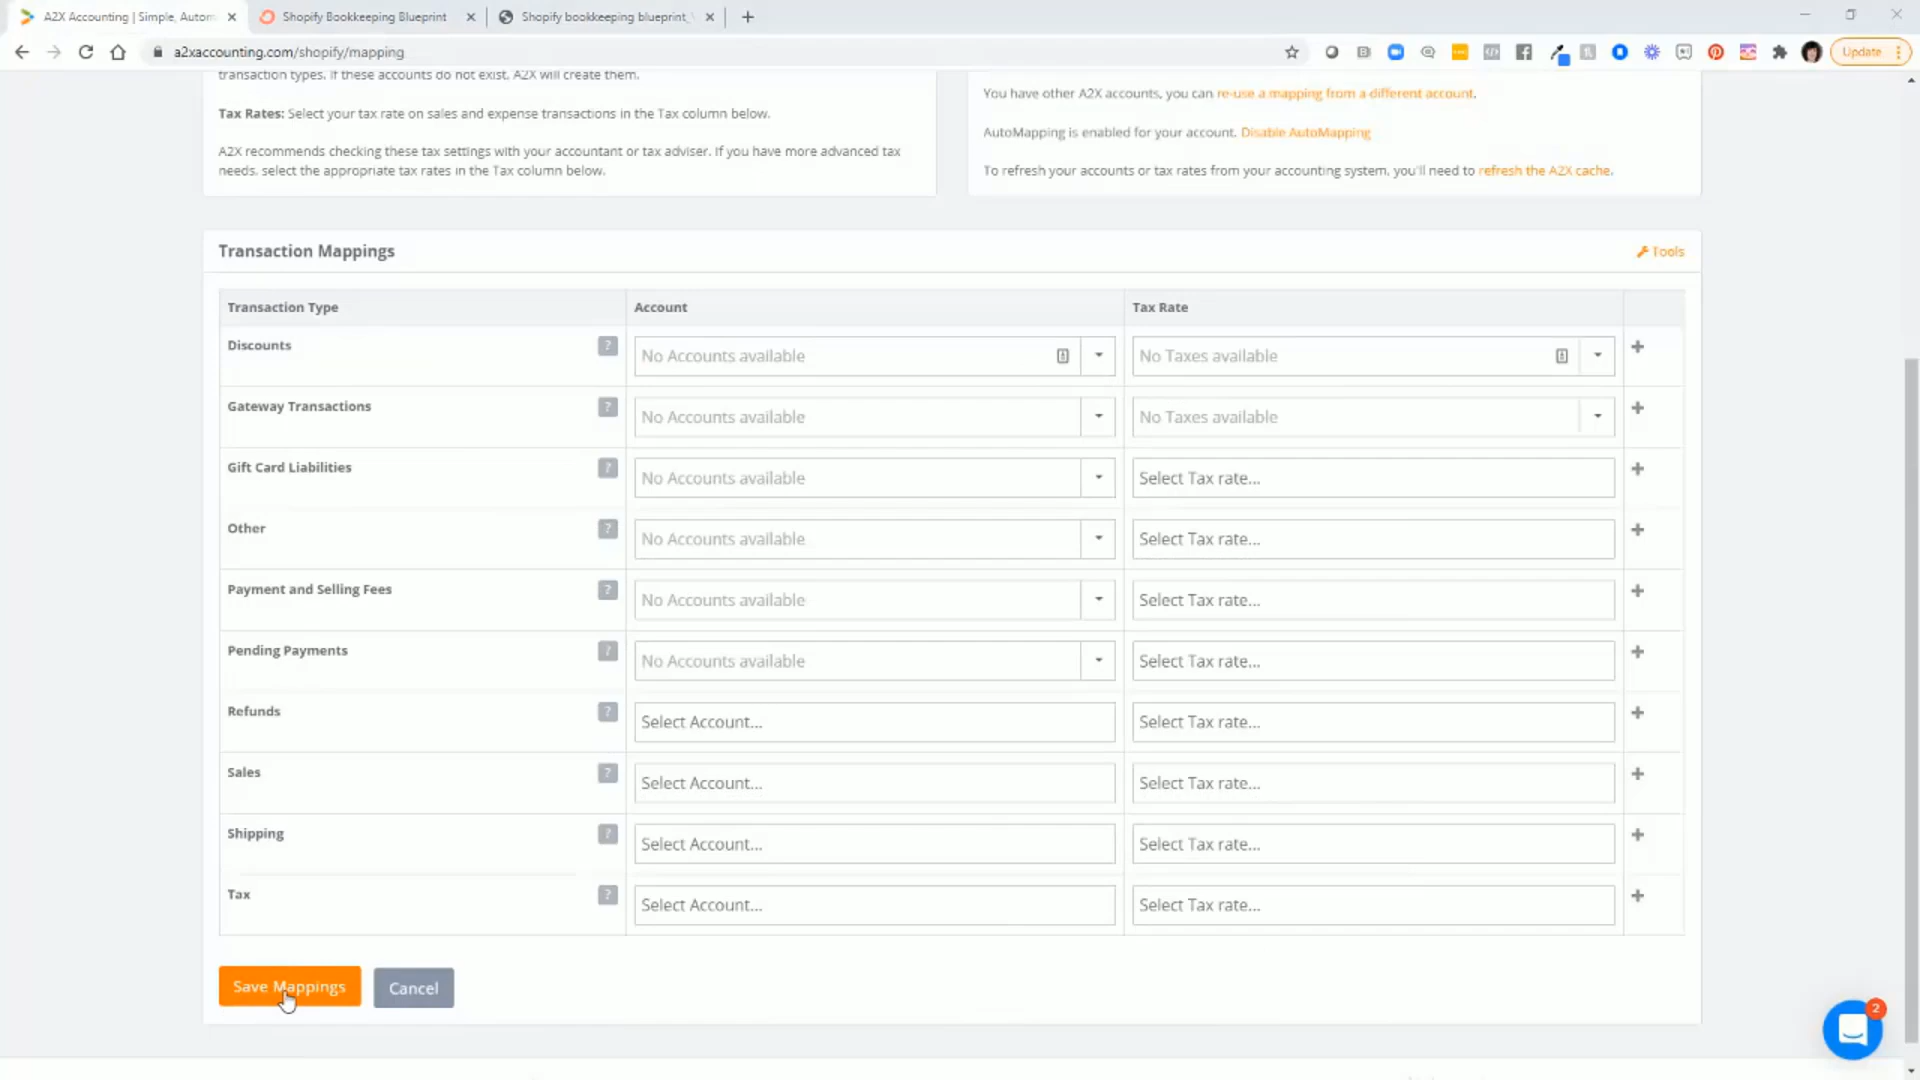 A2X Accounting | Simple, Autom
Shopify Bookkeeping Blueprint
Shopify bookkeeping blueprint_
a2xaccounting.com/shopify/mapping
Update
transaction types. If these accounts do not exist, A2X will create them.
Tax Rates: Select your tax rate on sales and expense transactions in the Tax column below.
A2X recommends checking these tax settings with your accountant or tax adviser. If you have more advanced tax
needs, select the appropriate tax rates in the Tax column below.
You have other A2X accounts, you can re-use a mapping from a different account.
AutoMapping is enabled for your account. Disable AutoMapping
To refresh your accounts or tax rates from your accounting system, you'll need to refresh the A2X cache.
Transaction Mappings
Tools
Transaction Type Account Tax Rate
Discounts ? No Accounts available No Taxes available
Gateway Transactions ? No Accounts available No Taxes available
Gift Card Liabilities ? No Accounts available Select Tax rate...
Other ? No Accounts available Select Tax rate...
Payment and Selling Fees ? No Accounts available Select Tax rate...
Pending Payments ? No Accounts available Select Tax rate...
Refunds ? Select Account... Select Tax rate...
Sales ? Select Account... Select Tax rate...
Shipping ? Select Account... Select Tax rate...
Tax ? Select Account... Select Tax rate...
Save Mappings Cancel
2